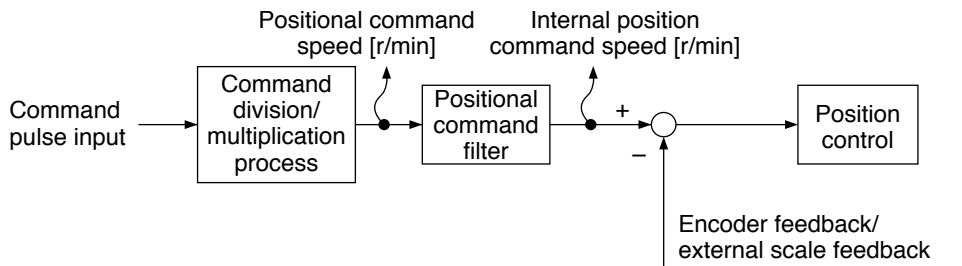 Positional command
speed [r/min]
Internal position
command speed [r/min]
Command
pulse input
Command
division/
multiplication
process
Positional
command
filter
+
−
Position
control
Encoder feedback/
external scale feedback